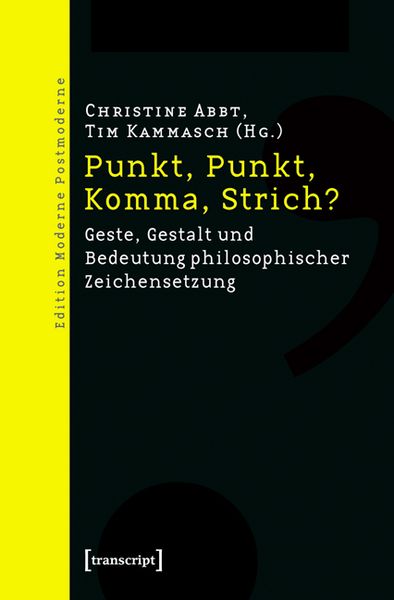 Christine Abbt,
Tim Kammasch (Hg.)
Punkt, Punkt,
Komma, Strich?
Geste, Gestalt und
Bedeutung philosophischer
Zeichensetzung
Edition Moderne Postmoderne
[transcript]